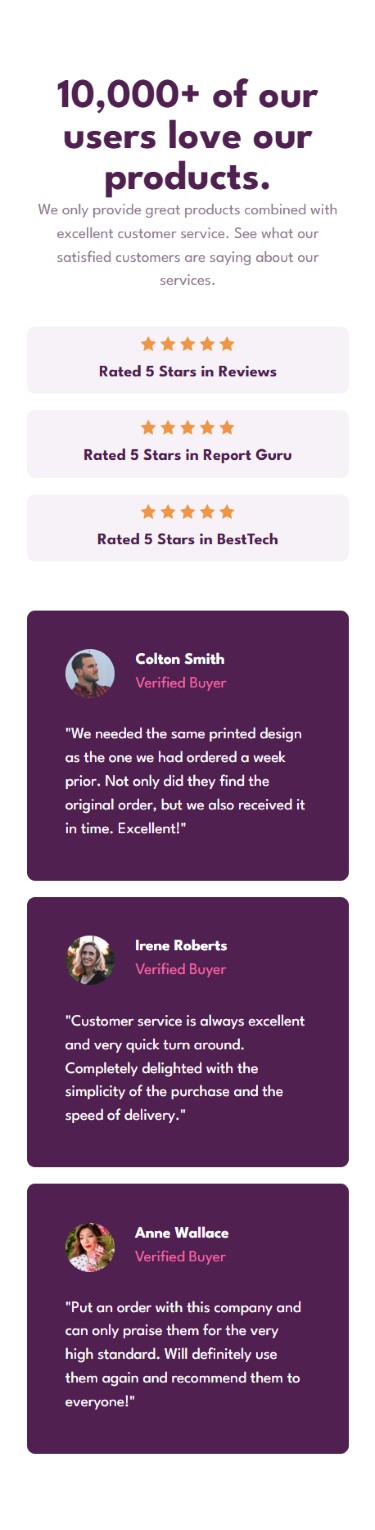 10,000+ of our
users love our
products.
We only provide great products combined with
excellent customer service. See what our
satisfied customers are saying about our
services.
Rated 5 Stars in Reviews
Rated 5 Stars in Report Guru
Rated 5 Stars in BestTech
Colton Smith
Verified Buyer
"We needed the same printed design
as the one we had ordered a week
prior. Not only did they find the
original order, but we also received it
in time. Excellent!"
Irene Roberts
Verified Buyer
"Customer service is always excellent
and very quick turn around.
Completely delighted with the
simplicity of the purchase and the
speed of delivery."
Anne Wallace
Verified Buyer
"Put an order with this company and
can only praise them for the very
high standard. Will definitely use
them again and recommend them to
everyone!"